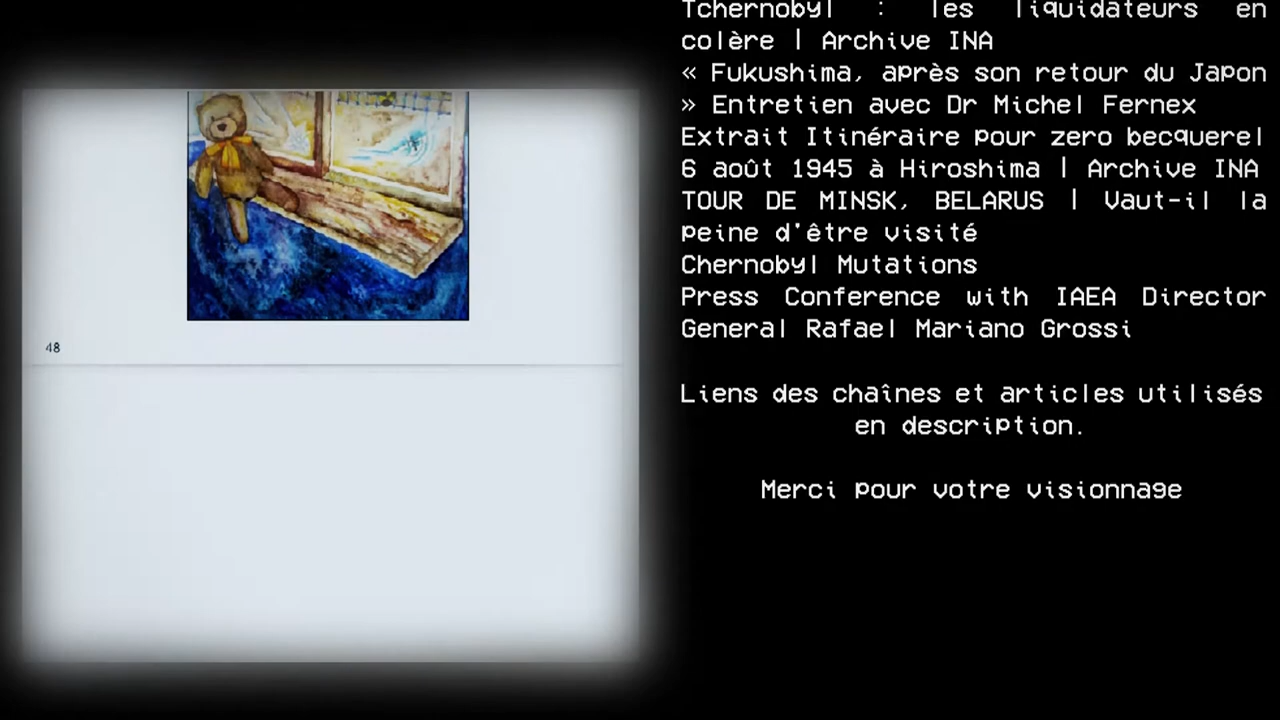 Tchernobyl : les liquidateurs en
colère | Archive INA
« Fukushima, après son retour du Japon
» Entretien avec Dr Michel Fernex
Extrait Itinéraire pour zero becquerel
6 août 1945 à Hiroshima | Archive INA
TOUR DE MINSK, BELARUS | Vaut-il la
peine d'être visité
Chernobyl Mutations
Press Conference with IAEA Director
General Rafael Mariano Grossi
Liens des chaînes et articles utilisés
en description.
Merci pour votre visionnage
48